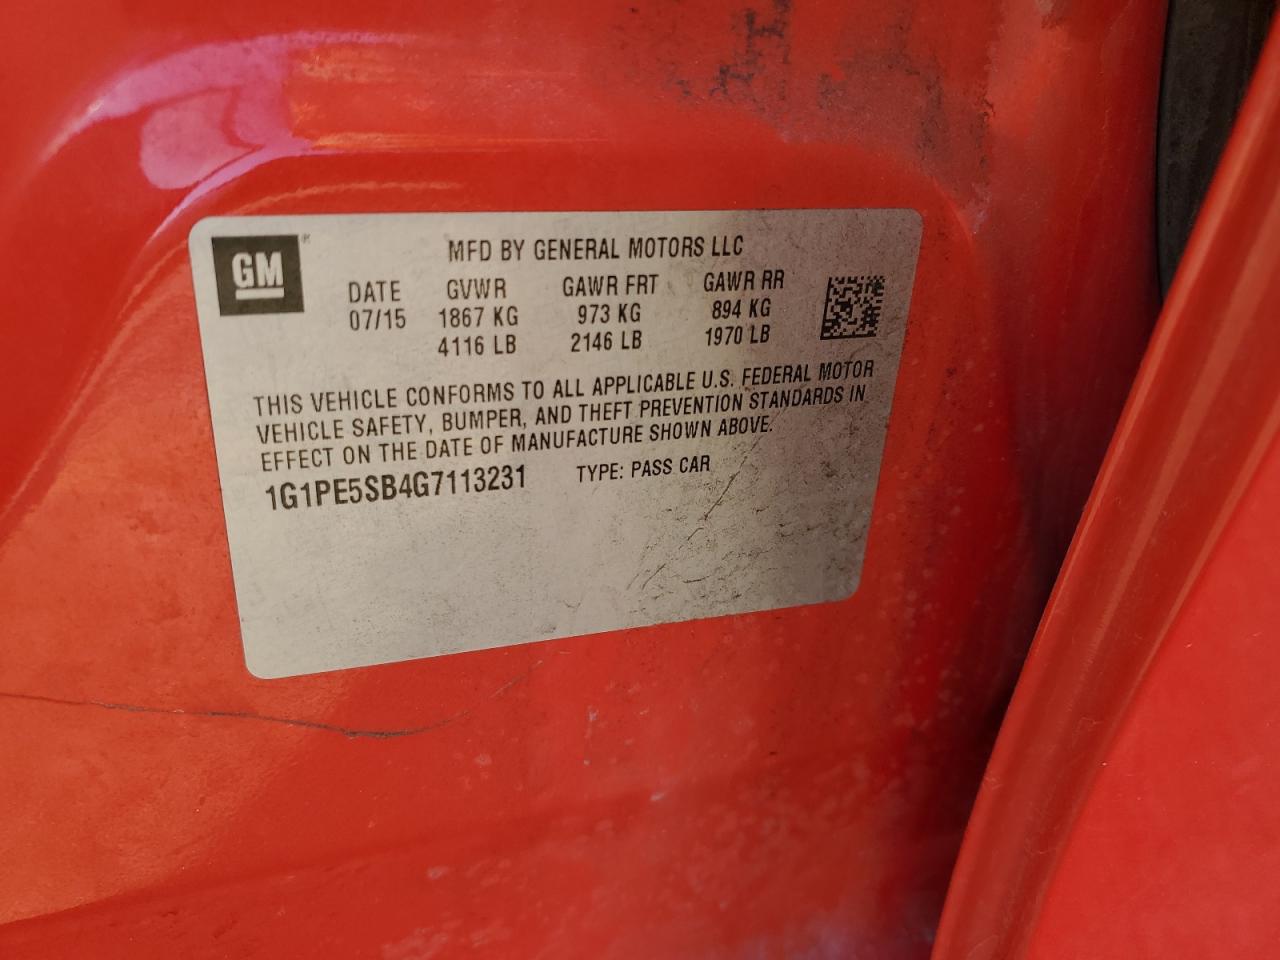 GM®
MFD BY GENERAL MOTORS LLC
DATE GVWR GAWR FRT GAWR RR
07/15 1867 KG 973 KG 894 KG
4116 LB 2146 LB 1970 LB
THIS VEHICLE CONFORMS TO ALL APPLICABLE U.S. FEDERAL MOTOR
VEHICLE SAFETY, BUMPER, AND THEFT PREVENTION STANDARDS IN
EFFECT ON THE DATE OF MANUFACTURE SHOWN ABOVE.
1G1PE5SB4G7113231 TYPE: PASS CAR